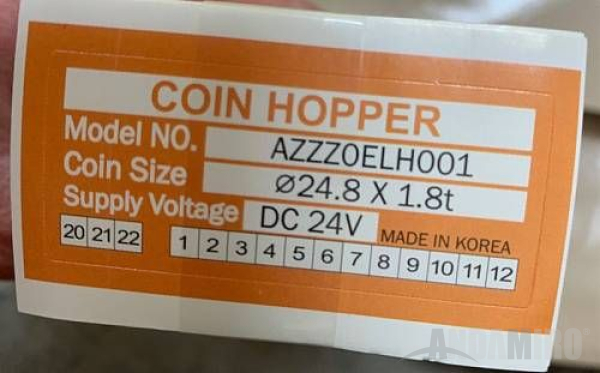 COIN HOPPER
Model NO. AZZZ0ELH001
Coin Size Ø24.8 X 1.8t
Supply Voltage DC 24V MADE IN KOREA
20 21 22 1 2 3 4 5 6 7 8 9 10 11 12
ANDAMIRO